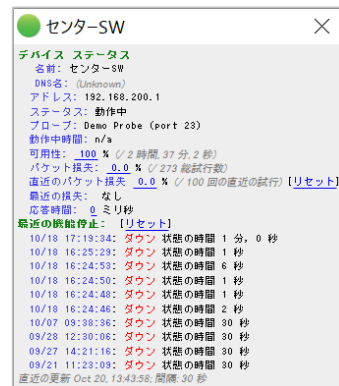 センターSW
デバイス ステータス
名前: センターSW
DNS名: (Unknown)
アドレス: 192.168.200.1
ステータス: 動作中
プローブ: Demo Probe (port 23)
動作中時間: n/a
可用性: 100 % (/ 2 時間, 37 分, 2 秒)
パケット損失: 0.0 % (/ 273 総試行数)
直近のパケット損失 0.0 % (/ 100 回の直近の試行) [リセット]
最近の損失: なし
応答時間: 0 ミリ秒
最近の機能停止: [リセット]
10/18 17:19:34: ダウン 状態の時間 1 分, 0 秒
10/18 16:25:29: ダウン 状態の時間 1 秒
10/18 16:24:53: ダウン 状態の時間 6 秒
10/18 16:24:50: ダウン 状態の時間 1 秒
10/18 16:24:48: ダウン 状態の時間 1 秒
10/18 16:24:46: ダウン 状態の時間 2 秒
10/07 09:38:36: ダウン 状態の時間 30 秒
09/28 12:30:06: ダウン 状態の時間 30 秒
09/27 14:21:16: ダウン 状態の時間 30 秒
09/21 11:23:09: ダウン 状態の時間 30 秒
直近の更新 Oct 20, 13:43:58; 間隔: 30 秒